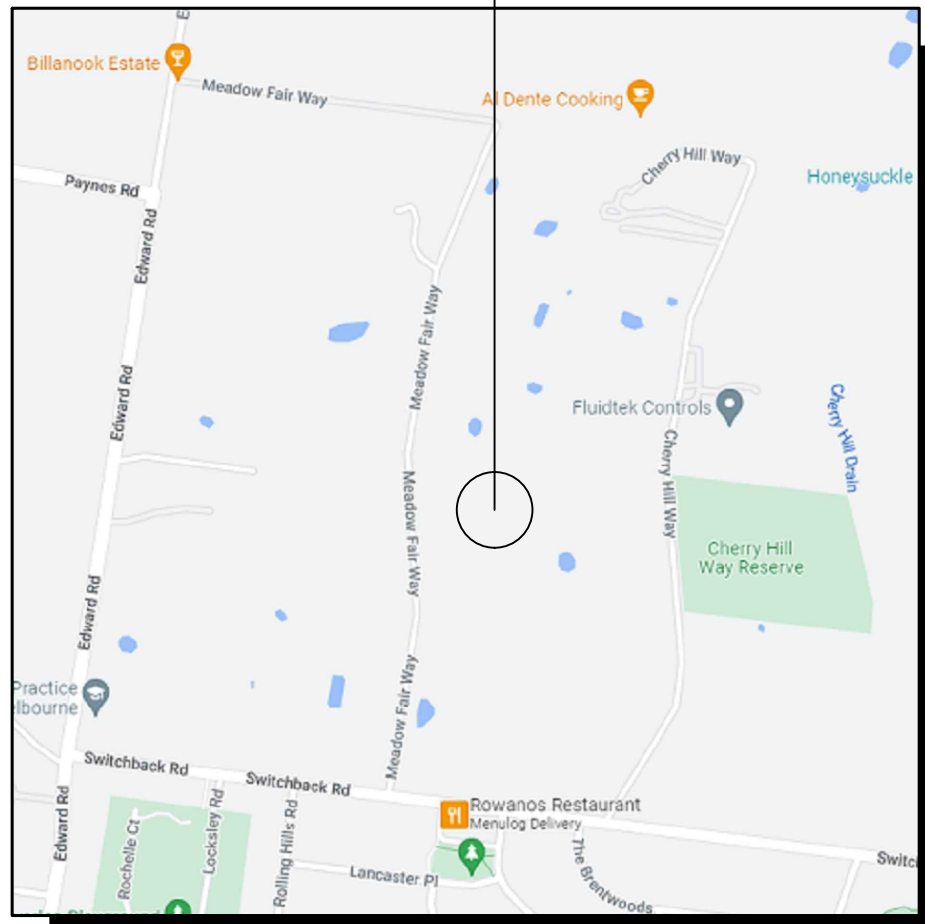 Billanook Estate
Meadow Fair Way
Al Dente Cooking
Cherry Hill Way
Honeysuckle
Paynes Rd
Edward Rd
Meadow Fair Way
Edward Rd
Fluidtek Controls
Cherry Hill Drain
Cherry Hill Way
Meadow Fair Way
Cherry Hill
Way Reserve
Edward Rd
Meadow Fair Way
Practice
elbourne
Switchback Rd
Switchback Rd
Rowanos Restaurant
Menulog Delivery
Edward Rd
Rochelle Ct
Locksley Rd
Rolling Hills Rd
Lancaster Pl
The Brentwoods
Switc